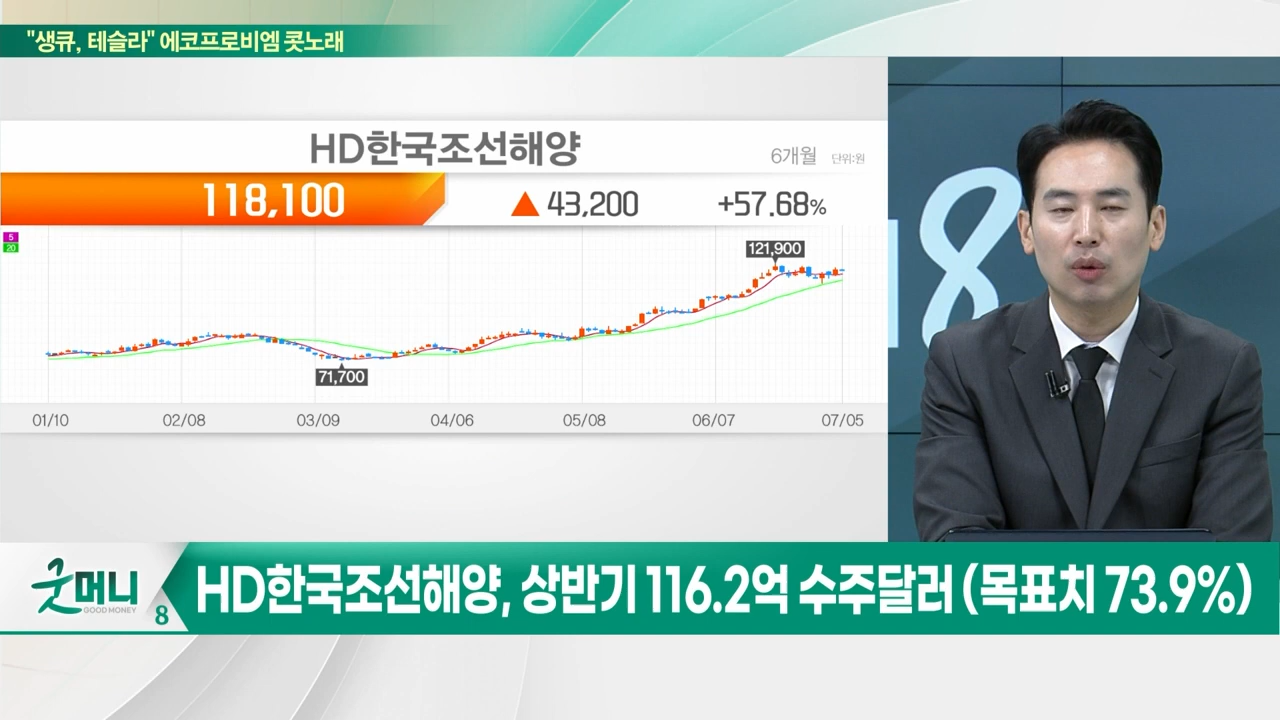 "생큐, 테슬라" 에코프로비엠 콧노래
HD한국조선해양
6개월 단위:원
118,100 ▲ 43,200 +57.68%
5
20
121,900
71,700
01/10 02/08 03/09 04/06 05/08 06/07 07/05
8
굿머니
GOOD MONEY
8
HD한국조선해양, 상반기 116.2억 수주달러 (목표치 73.9%)